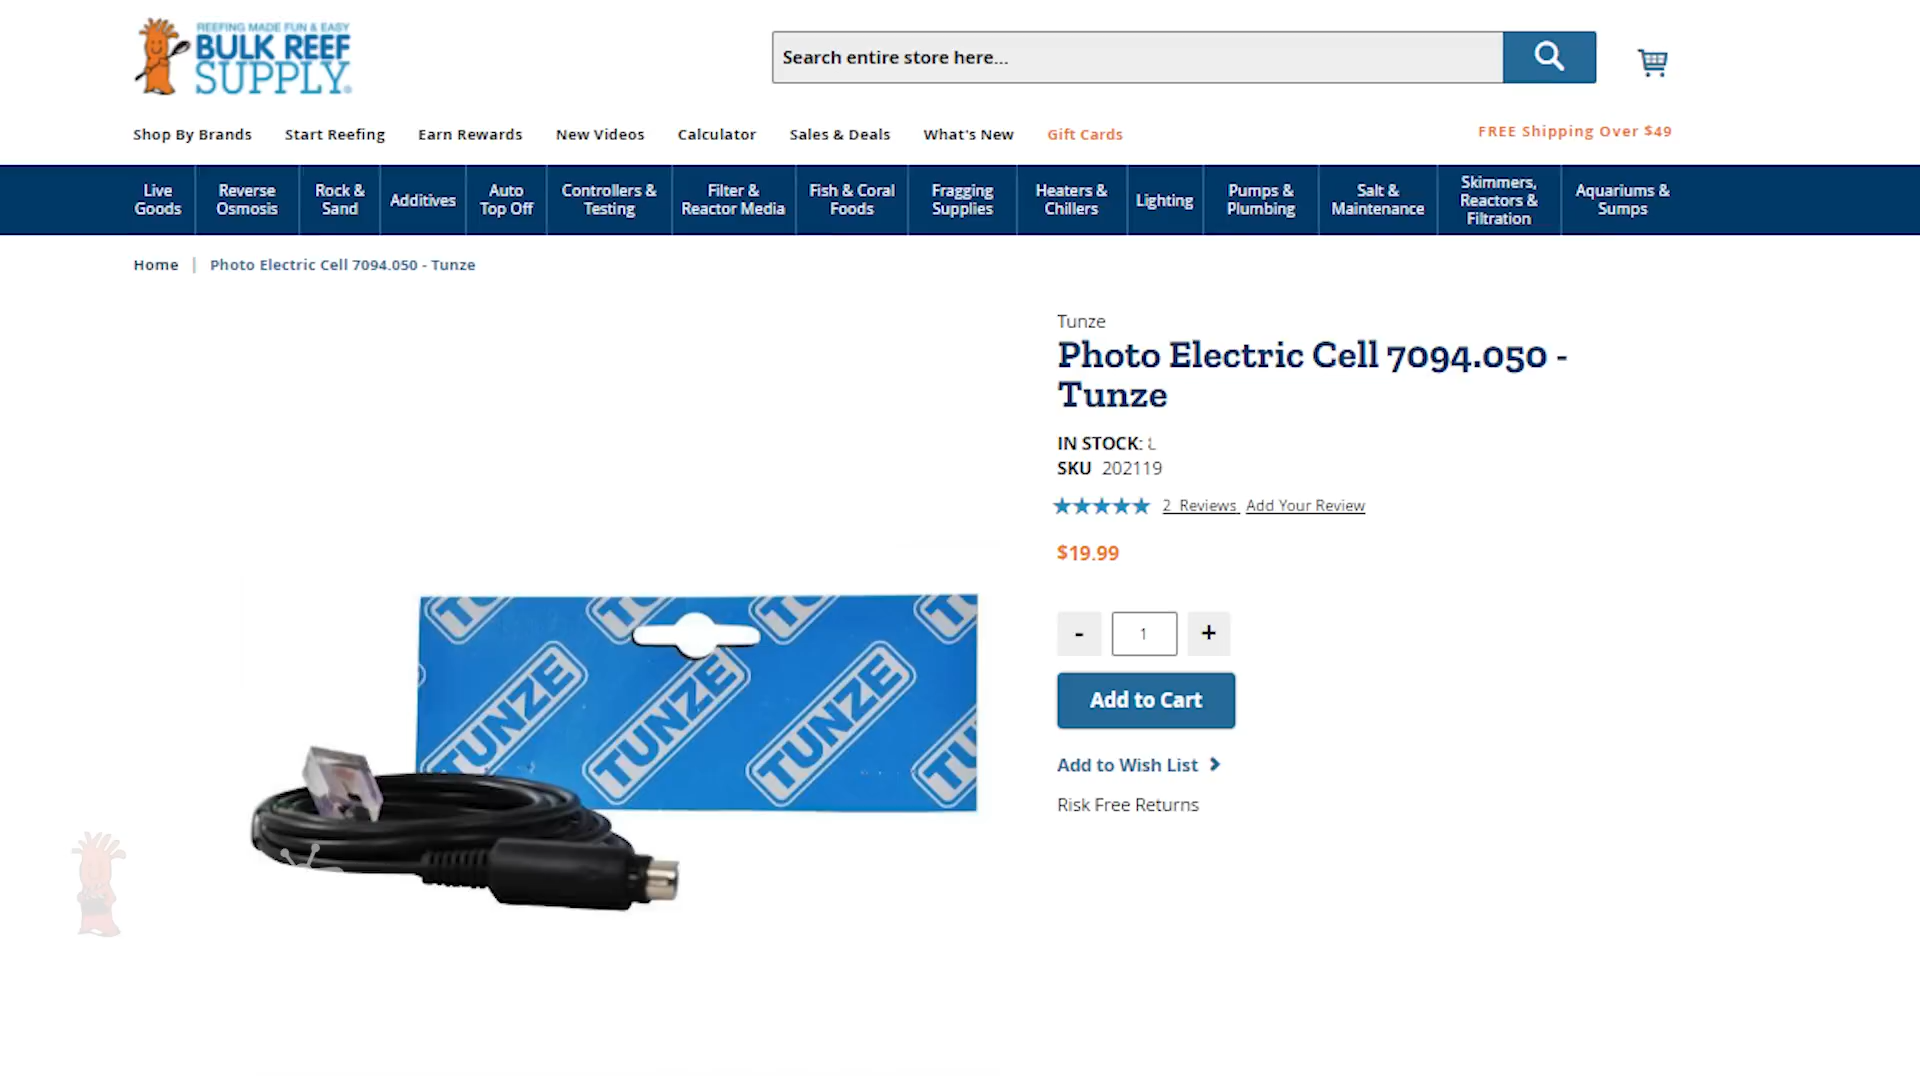 REEFING MADE FUN & EASY
BULK REEF
SUPPLY
Search entire store here...
Shop By Brands
Start Reefing
Earn Rewards
New Videos
Calculator
Sales & Deals
What's New
Gift Cards
FREE Shipping Over $49
Live
Goods
Reverse
Osmosis
Rock &
Sand
Additives
Auto
Top Off
Controllers &
Testing
Filter &
Reactor Media
Fish & Coral
Foods
Fragging
Supplies
Heaters &
Chillers
Lighting
Pumps &
Plumbing
Salt &
Maintenance
Skimmers,
Reactors &
Filtration
Aquariums &
Sumps
Home | Photo Electric Cell 7094.050 - Tunze
Tunze
Photo Electric Cell 7094.050 -
Tunze
IN STOCK:
SKU 202119
2 Reviews Add Your Review
$19.99
- 1 +
Add to Cart
Add to Wish List
Risk Free Returns
TUNZE
TUNZE
TUNZE